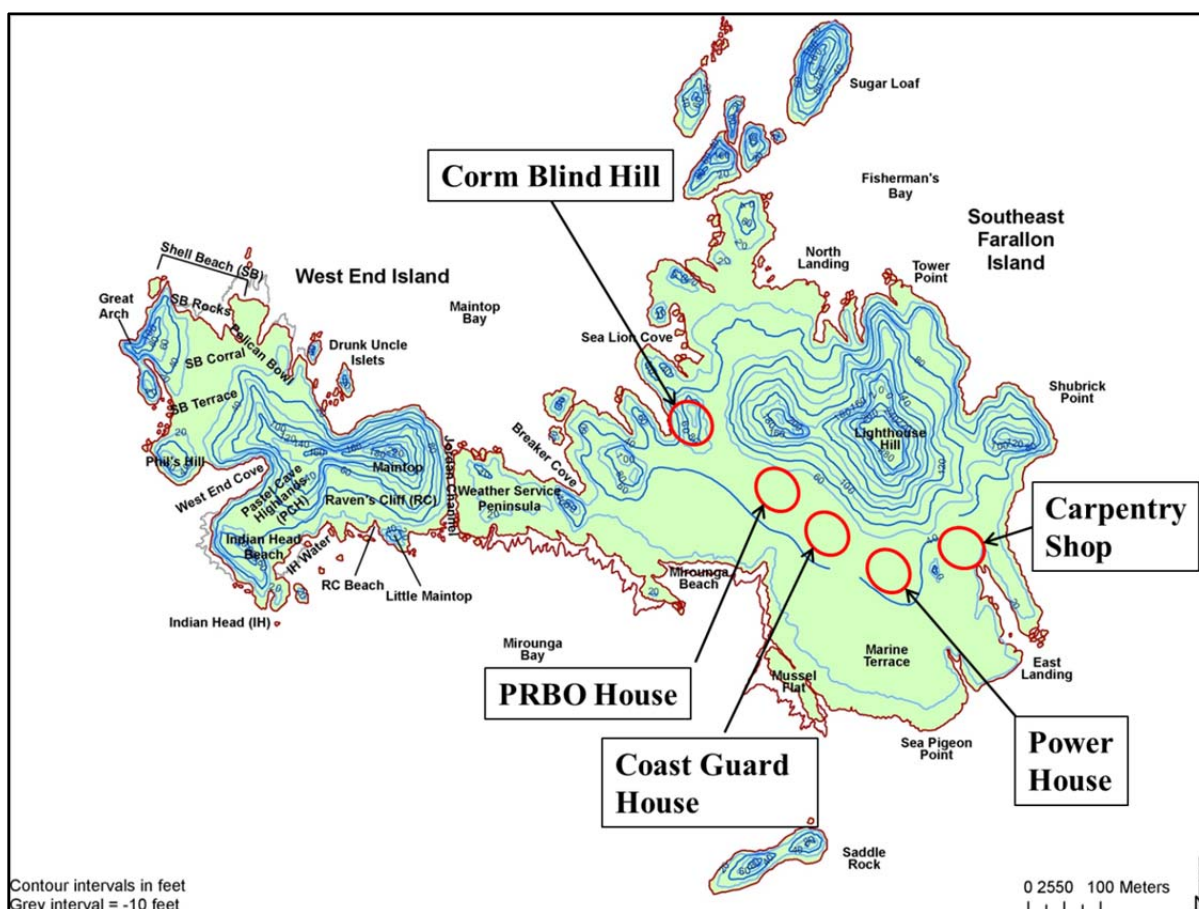 Sugar Loaf
Corm Blind Hill
Fisherman's
Bay
Southeast
Farallon
Island
Shell Beach (SB)
West End Island
North
Landing
Tower
Point
Great
Arch
SB Rocks
Maintop
Bay
Pelican Bowl
Drunk Uncle
Islets
Sea Lion Cove
SB Corral
SB Terrace
Shubrick
Point
Breaker Cove
Lighthouse
Hill
Phil's Hill
West End Cove
Maintop
Jordan Channel
Pastel Cave
Highlands
(PCH)
Raven's Cliff (RC)
Weather Service
Peninsula
Carpentry
Shop
Indian Head
Beach
IH Water
RC Beach
Little Maintop
Mirounga
Beach
Indian Head (IH)
Mirounga
Bay
Marine
Terrace
East
Landing
PRBO House
Mussel
Flat
Sea Pigeon
Point
Power
House
Coast Guard
House
Saddle
Rock
Contour intervals in feet
Grey interval = -10 feet
0 2550 100 Meters